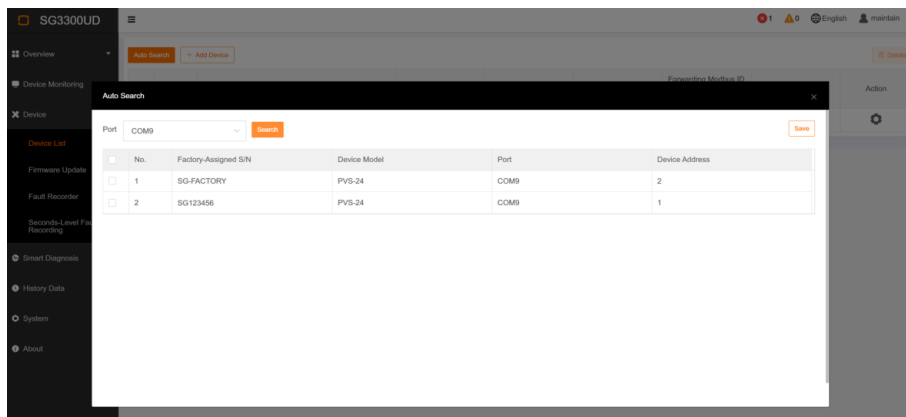 SG3300UD
1
0
English
maintain
Overview
Auto Search
+ Add Device
Delete
Device Monitoring
Forwarding Modbus ID
Action
Auto Search
Device
Port
COM9
Search
Save
Device List
No.
Factory-Assigned S/N
Device Model
Port
Device Address
Firmware Update
1
SG-FACTORY
PVS-24
COM9
2
Fault Recorder
2
SG123456
PVS-24
COM9
1
Seconds-Level
Recording
Smart Diagnosis
History Data
System
About